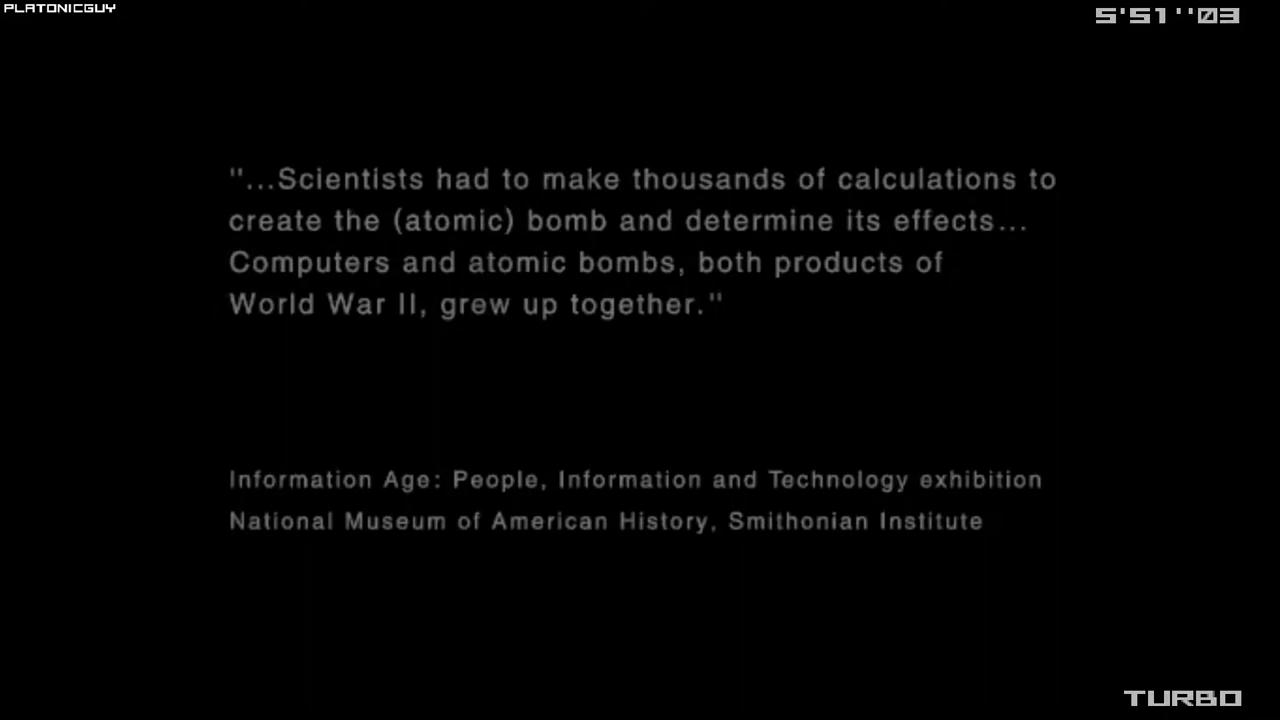 PLATONICGUY
5'51''03
"...Scientists had to make thousands of calculations to
create the (atomic) bomb and determine its effects...
Computers and atomic bombs, both products of
World War II, grew up together."
Information Age: People, Information and Technology exhibition
National Museum of American History, Smithonian Institute
TURBO